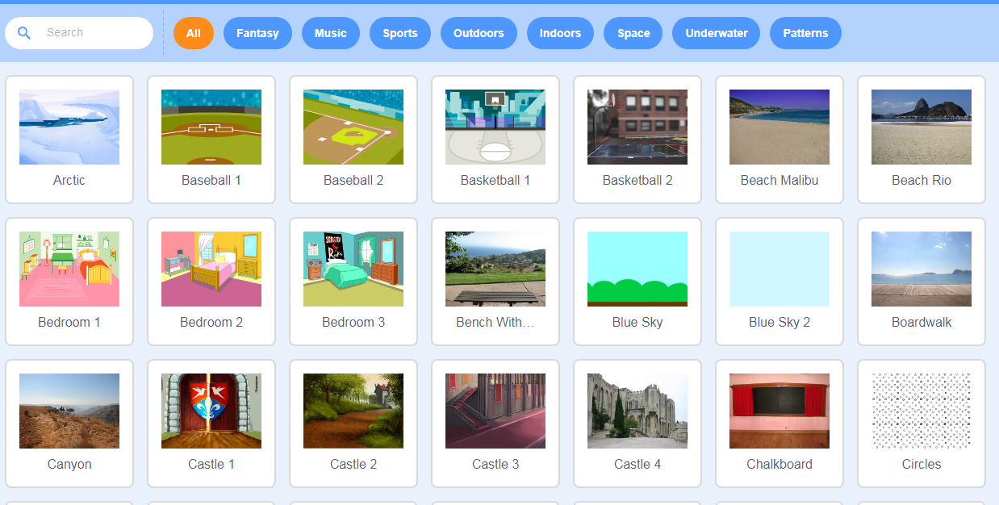 Search
All
Fantasy
Music
Sports
Outdoors
Indoors
Space
Underwater
Patterns
Arctic
Baseball 1
Baseball 2
Basketball 1
Basketball 2
Beach Malibu
Beach Rio
SCRATCH
Bedroom 1
Bedroom 2
Bedroom 3
Bench With...
Blue Sky
Blue Sky 2
Boardwalk
Canyon
Castle 1
Castle 2
Castle 3
Castle 4
Chalkboard
Circles